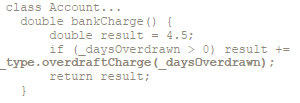 class Account...
double bankCharge() {
double result = 4.5;
if (_daysOverdrawn > 0) result +=
_type.overdraftCharge(_daysOverdrawn);
return result;
}